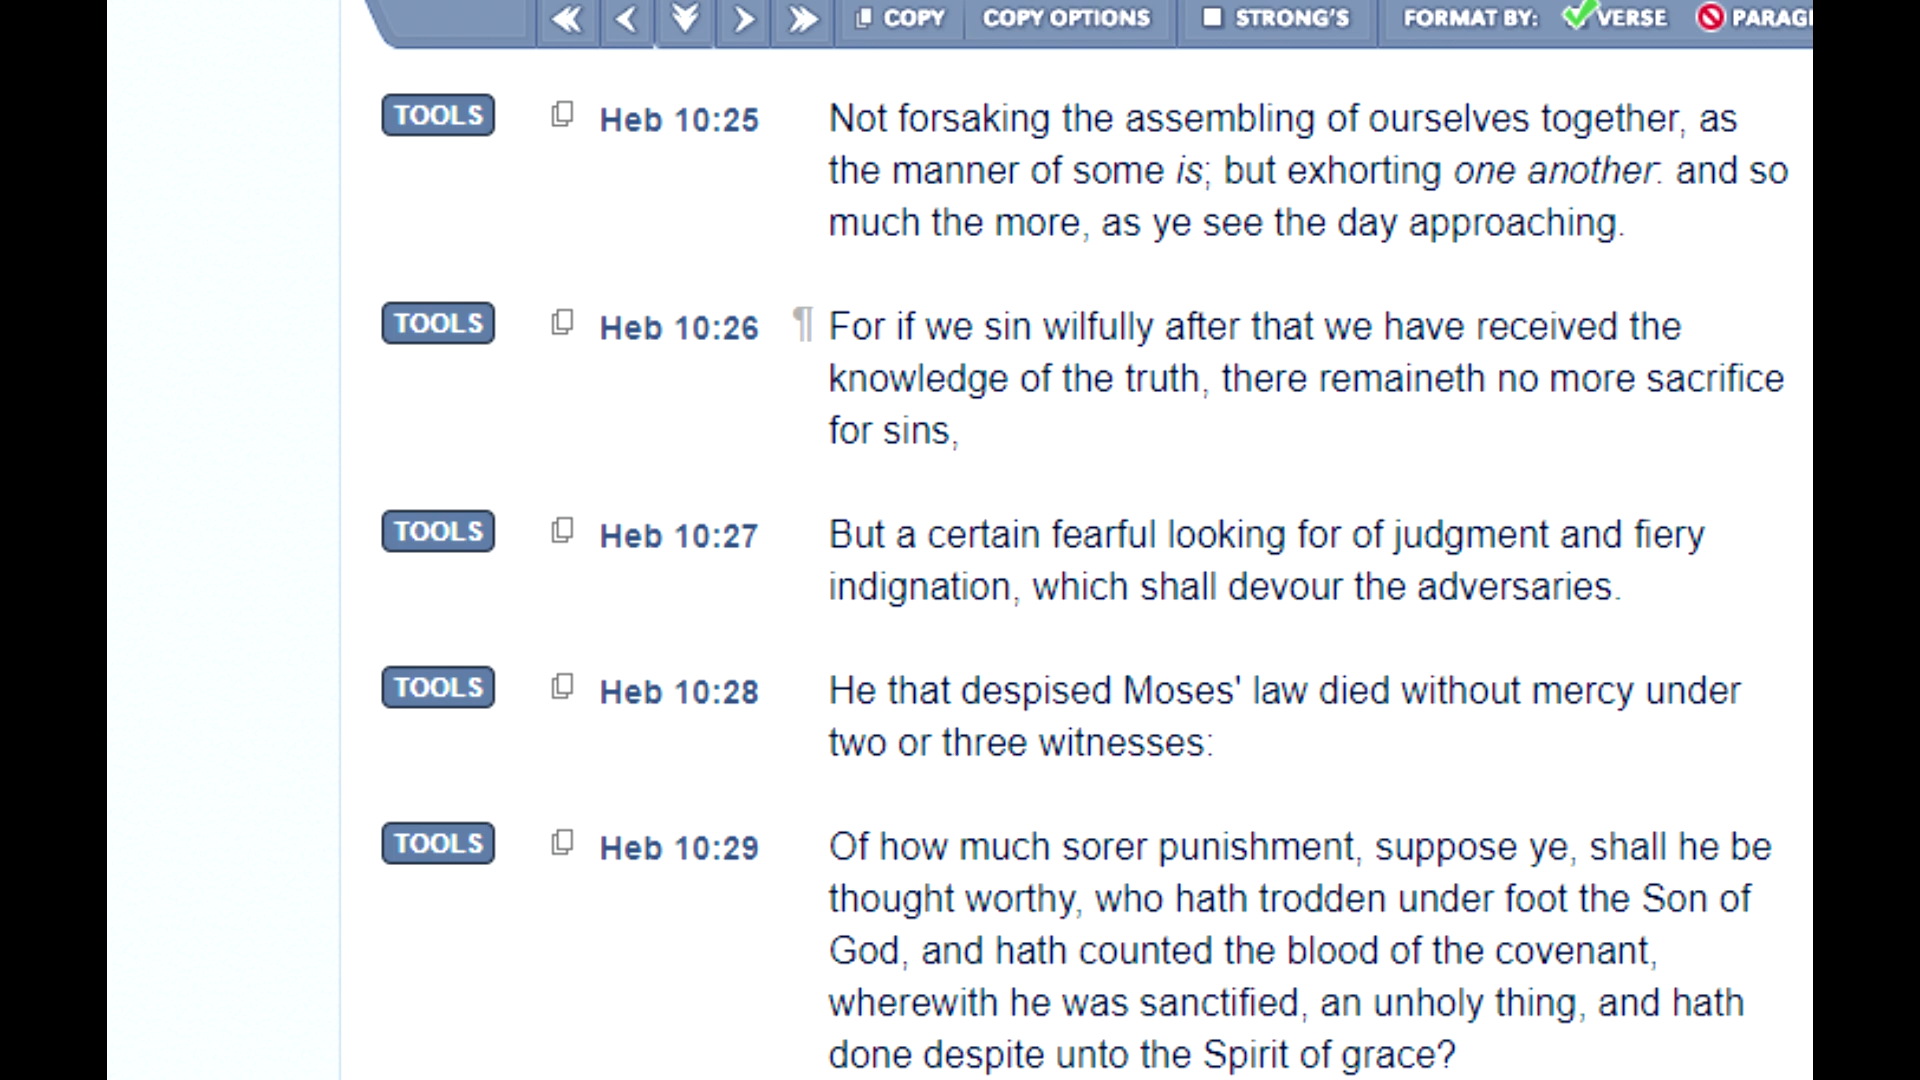 COPY COPY OPTIONS STRONG'S FORMAT BY: VERSE
TOOLS Heb 10:25 Not forsaking the assembling of ourselves together, as
the manner of some is; but exhorting one another: and so
much the more, as ye see the day approaching.
TOOLS Heb 10:26 ¶ For if we sin wilfully after that we have received the
knowledge of the truth, there remaineth no more sacrifice
for sins,
TOOLS Heb 10:27 But a certain fearful looking for of judgment and fiery
indignation, which shall devour the adversaries.
TOOLS Heb 10:28 He that despised Moses' law died without mercy under
two or three witnesses:
TOOLS Heb 10:29 Of how much sorer punishment, suppose ye, shall he be
thought worthy, who hath trodden under foot the Son of
God, and hath counted the blood of the covenant,
wherewith he was sanctified, an unholy thing, and hath
done despite unto the Spirit of grace?